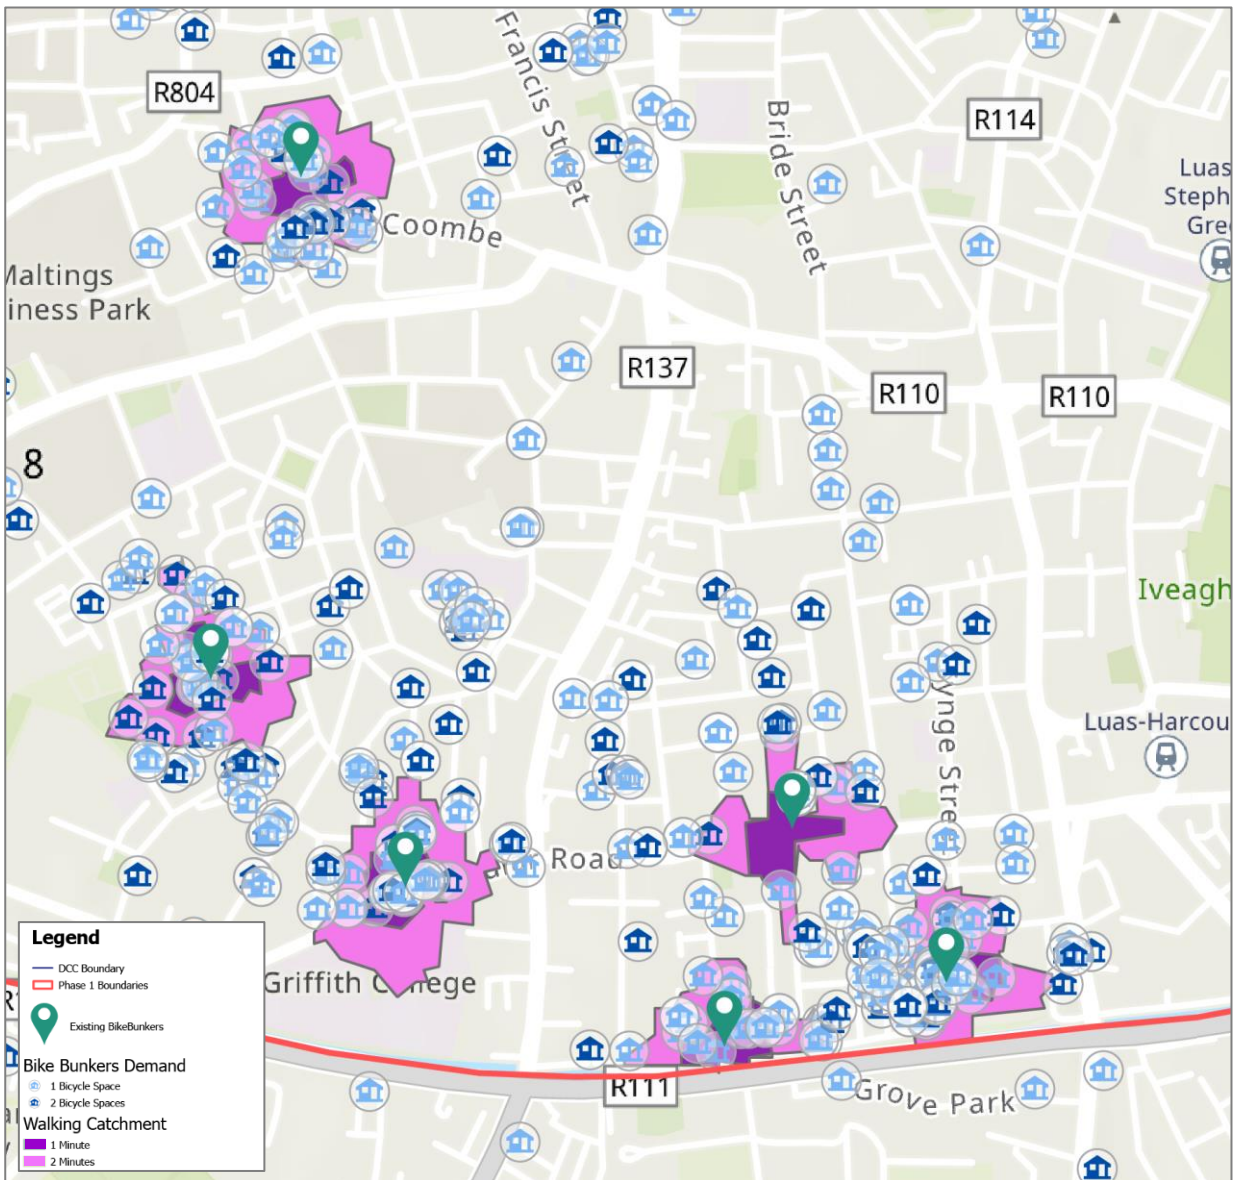 R804
Francis Street
Bride Street
R114
Luas
Steph
Gre
Coombe
Maltings
iness Park
R137
R110
R110
8
Iveagh
ynge Stre
Luas-Harcou
Road
Griffith C
ege
R111
Grove Park
Legend
DCC Boundary
Phase 1 Boundaries
Existing BikeBunkers
Bike Bunkers Demand
1 Bicycle Space
2 Bicycle Spaces
Walking Catchment
1 Minute
2 Minutes